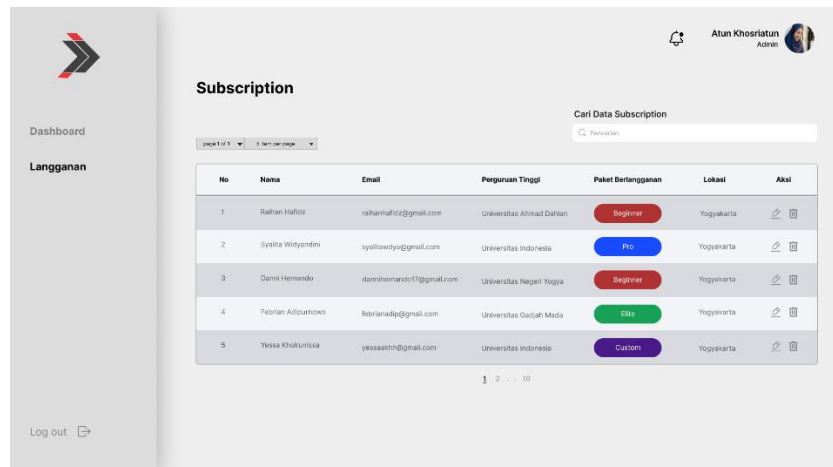 Atun Khosriatun
Admin
Subscription
Cari Data Subscription
Dashboard
Pencarian
page 1 of 1 5 item per page
Langganan
No Nama Email Perguruan Tinggi Paket Berlangganan Lokasi Aksi
1 Raihan Hafidz raihanhafidz@gmail.com Universitas Ahmad Dahlan Beginner Yogyakarta
2 Syalita Widyandini syalitawdyo@gmail.com Universitas Indonesia Pro Yogyakarta
3 Danni Hernando dannihernando17@gmail.com Universitas Negeri Yogya Beginner Yogyakarta
4 Febrian Adipurnowo febrianadip@gmail.com Universitas Gadjah Mada Elite Yogyakarta
5 Yessa Khoirunissa yessaakhn@gmail.com Universitas Indonesia Custom Yogyakarta
1 2 . . 10
Log out